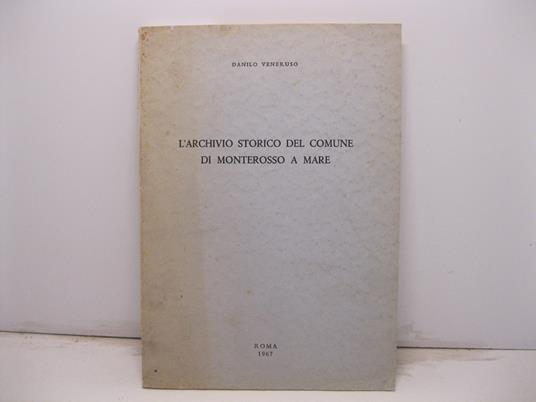 DANILO VENERUSO
L'ARCHIVIO STORICO DEL COMUNE
DI MONTEROSSO A MARE
ROMA
1967